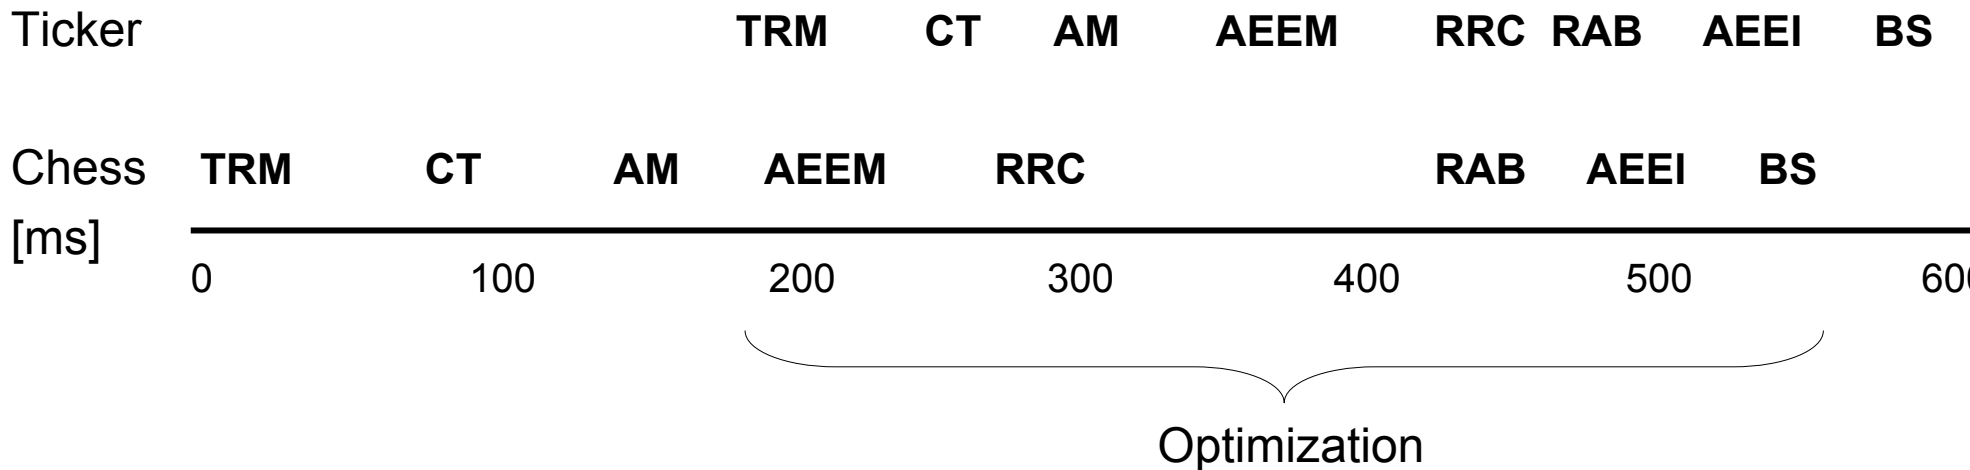 Ticker TRM CT AM AEEM RRC RAB AEEI BS
Chess TRM CT AM AEEM RRC RAB AEEI BS
[ms]
0 100 200 300 400 500 600
Optimization